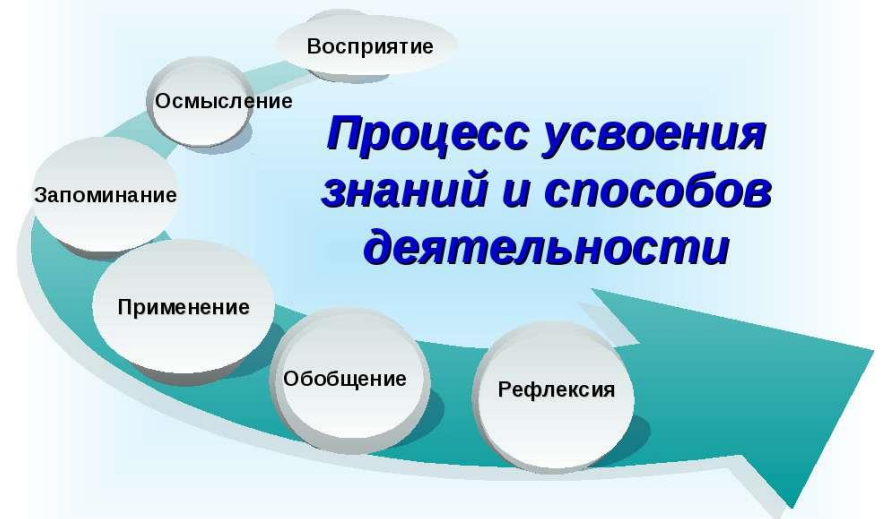 Восприятие
Осмысление
Процесс усвоения
знаний и способов
деятельности
Запоминание
Применение
Обобщение
Рефлексия